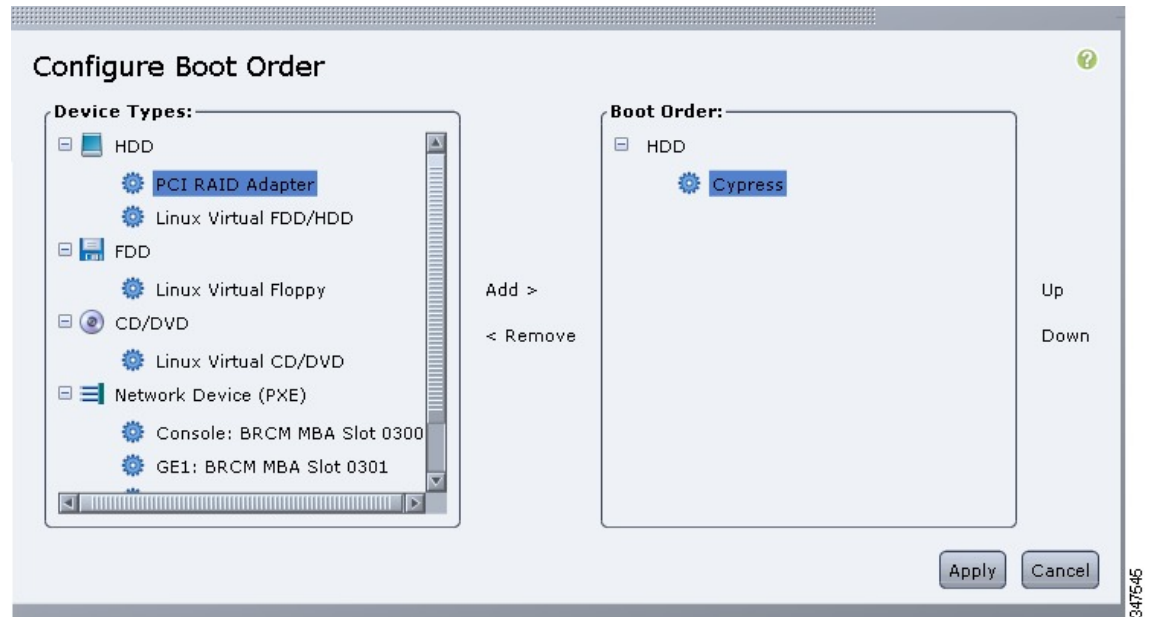 Configure Boot Order
?
Device Types:
HDD
PCI RAID Adapter
Linux Virtual FDD/HDD
FDD
Linux Virtual Floppy
CD/DVD
Linux Virtual CD/DVD
Network Device (PXE)
Console: BRCM MBA Slot 0300
GE1: BRCM MBA Slot 0301
Add >
< Remove
Boot Order:
HDD
Cypress
Up
Down
Apply
Cancel
347545